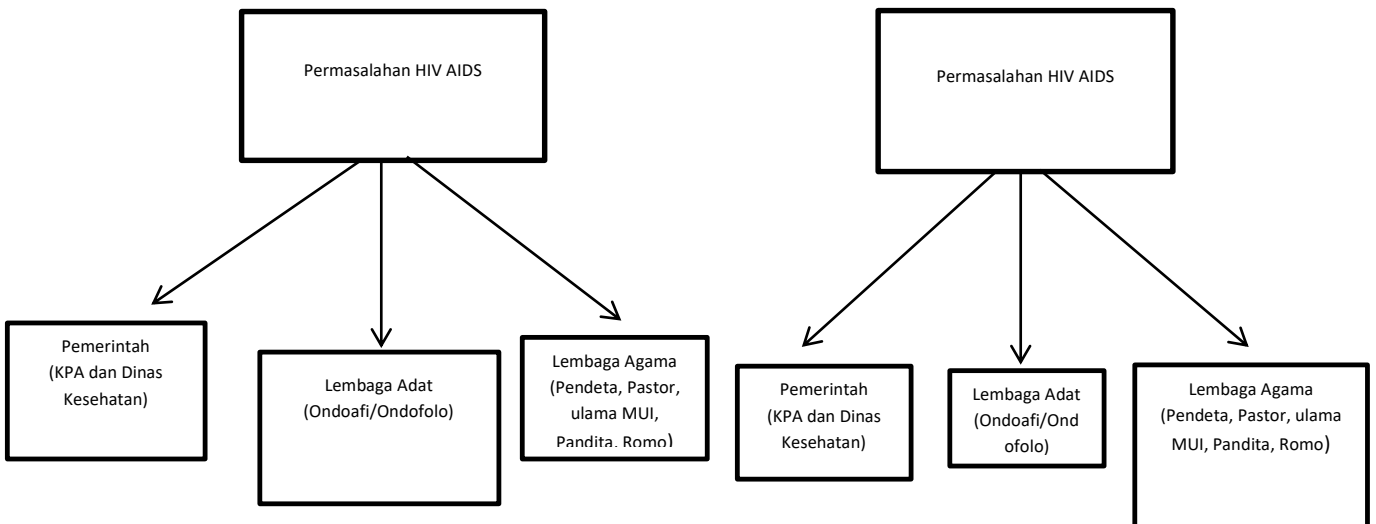 Permasalahan HIV AIDS
Pemerintah
(KPA dan Dinas
Kesehatan)
Lembaga Adat
(Ondoafi/Ondofolo)
Lembaga Agama
(Pendeta, Pastor,
ulama MUI,
Pandita, Romo)
Permasalahan HIV AIDS
Pemerintah
(KPA dan Dinas
Kesehatan)
Lembaga Adat
(Ondoafi/Ond
ofolo)
Lembaga Agama
(Pendeta, Pastor, ulama
MUI, Pandita, Romo)